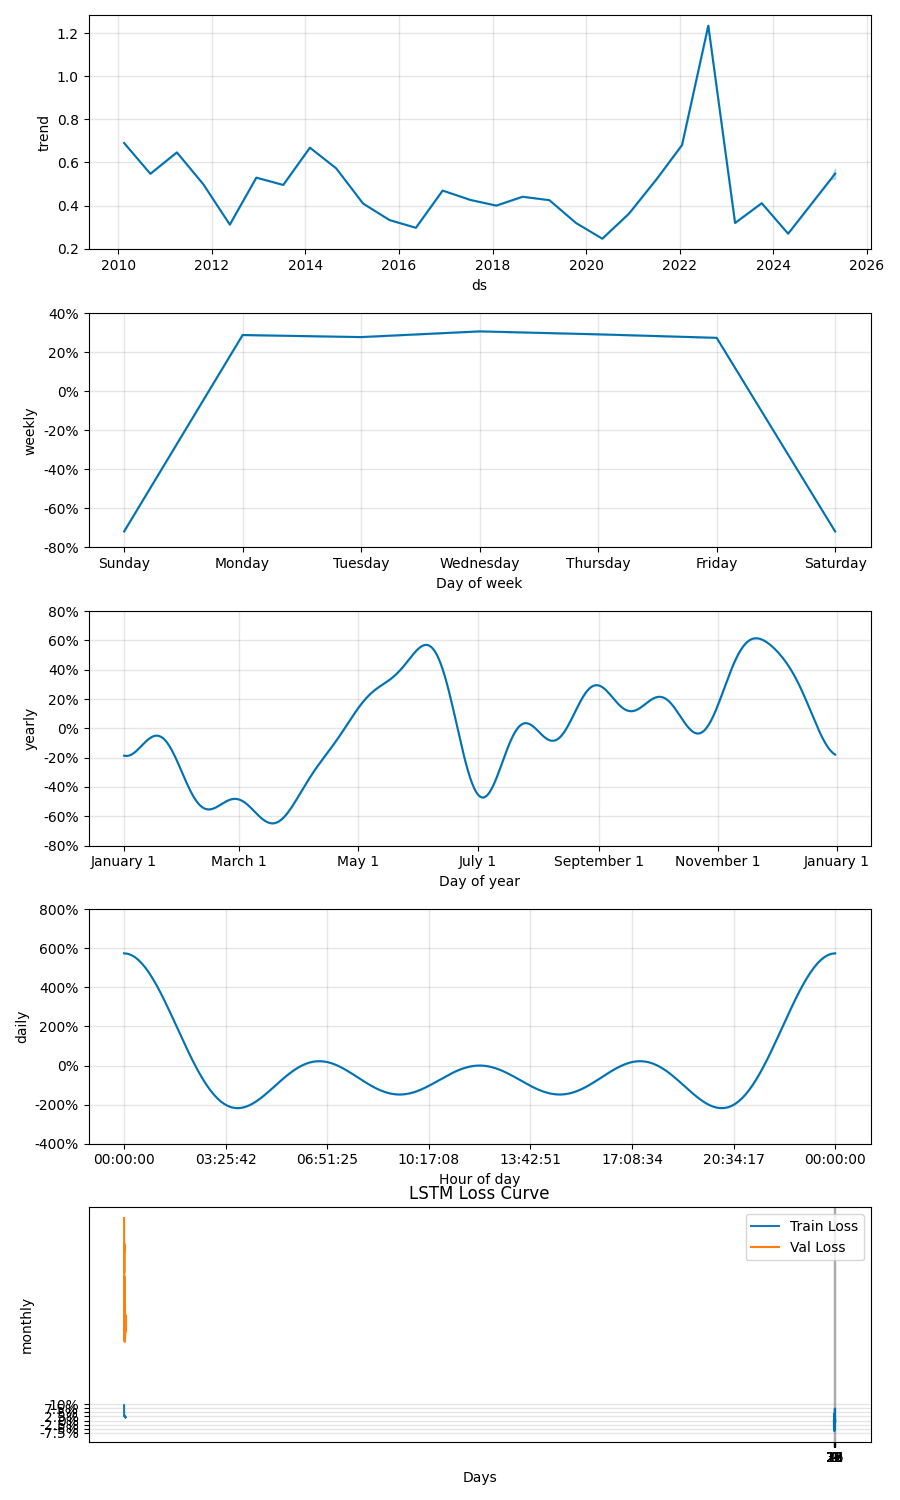 1.2
1.0
0.8
0.6
0.4
0.2
trend
2010 2012 2014 2016 2018 2020 2022 2024 2026
ds
40%
20%
0%
-20%
-40%
-60%
-80%
weekly
Sunday Monday Tuesday Wednesday Thursday Friday Saturday
Day of week
80%
60%
40%
20%
0%
-20%
-40%
-60%
-80%
yearly
January 1 March 1 May 1 July 1 September 1 November 1 January 1
Day of year
800%
600%
400%
200%
0%
-200%
-400%
daily
00:00:00 03:25:42 06:51:25 10:17:08 13:42:51 17:08:34 20:34:17 00:00:00
Hour of day
LSTM Loss Curve
Train Loss
Val Loss
monthly
10%
-7.5%
Days